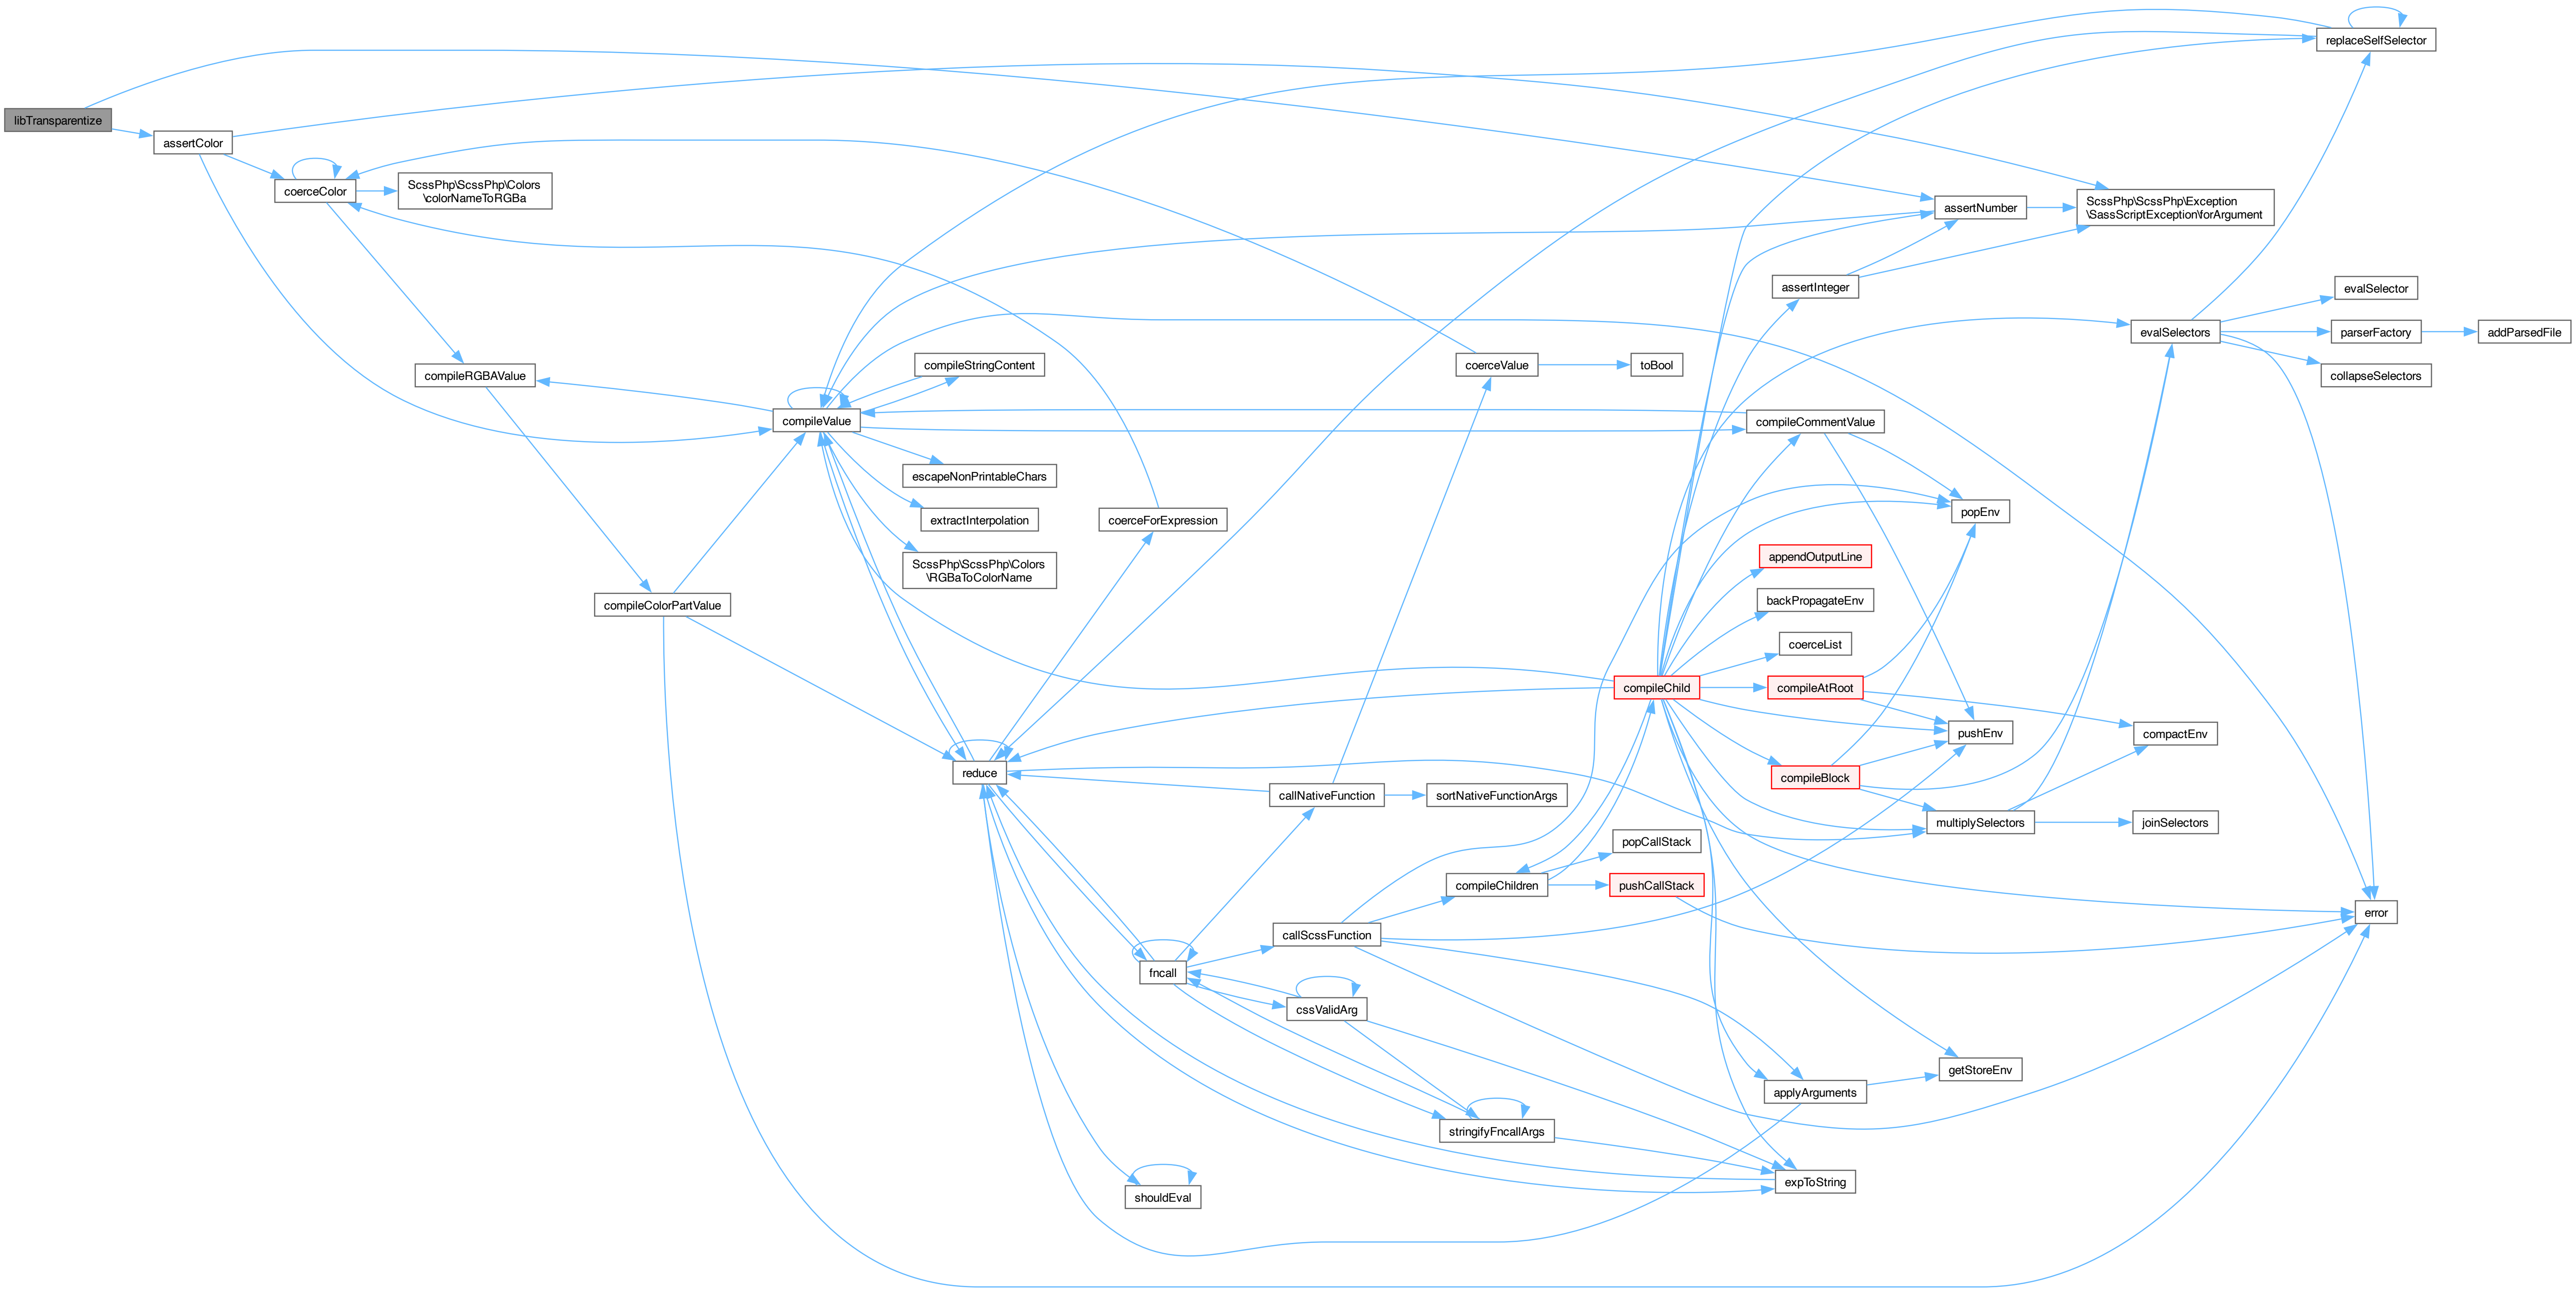 replaceSelfSelector
libTransparentize
assertColor
coerceColor
ScssPhp\ScssPhp\Colors
\colorNameToRGBa
ScssPhp\ScssPhp\Exception
\SassScriptException\forArgument
assertNumber
assertInteger
evalSelector
evalSelectors
parserFactory
addParsedFile
collapseSelectors
compileRGBAValue
compileStringContent
coerceValue
toBool
compileValue
compileCommentValue
escapeNonPrintableChars
extractInterpolation
coerceForExpression
popEnv
appendOutputLine
ScssPhp\ScssPhp\Colors
\RGBaToColorName
compileColorPartValue
backPropagateEnv
coerceList
compileChild
compileAtRoot
pushEnv
compactEnv
reduce
compileBlock
callNativeFunction
sortNativeFunctionArgs
multiplySelectors
joinSelectors
popCallStack
compileChildren
pushCallStack
error
callScssFunction
fncall
cssValidArg
getStoreEnv
applyArguments
stringifyFncallArgs
expToString
shouldEval